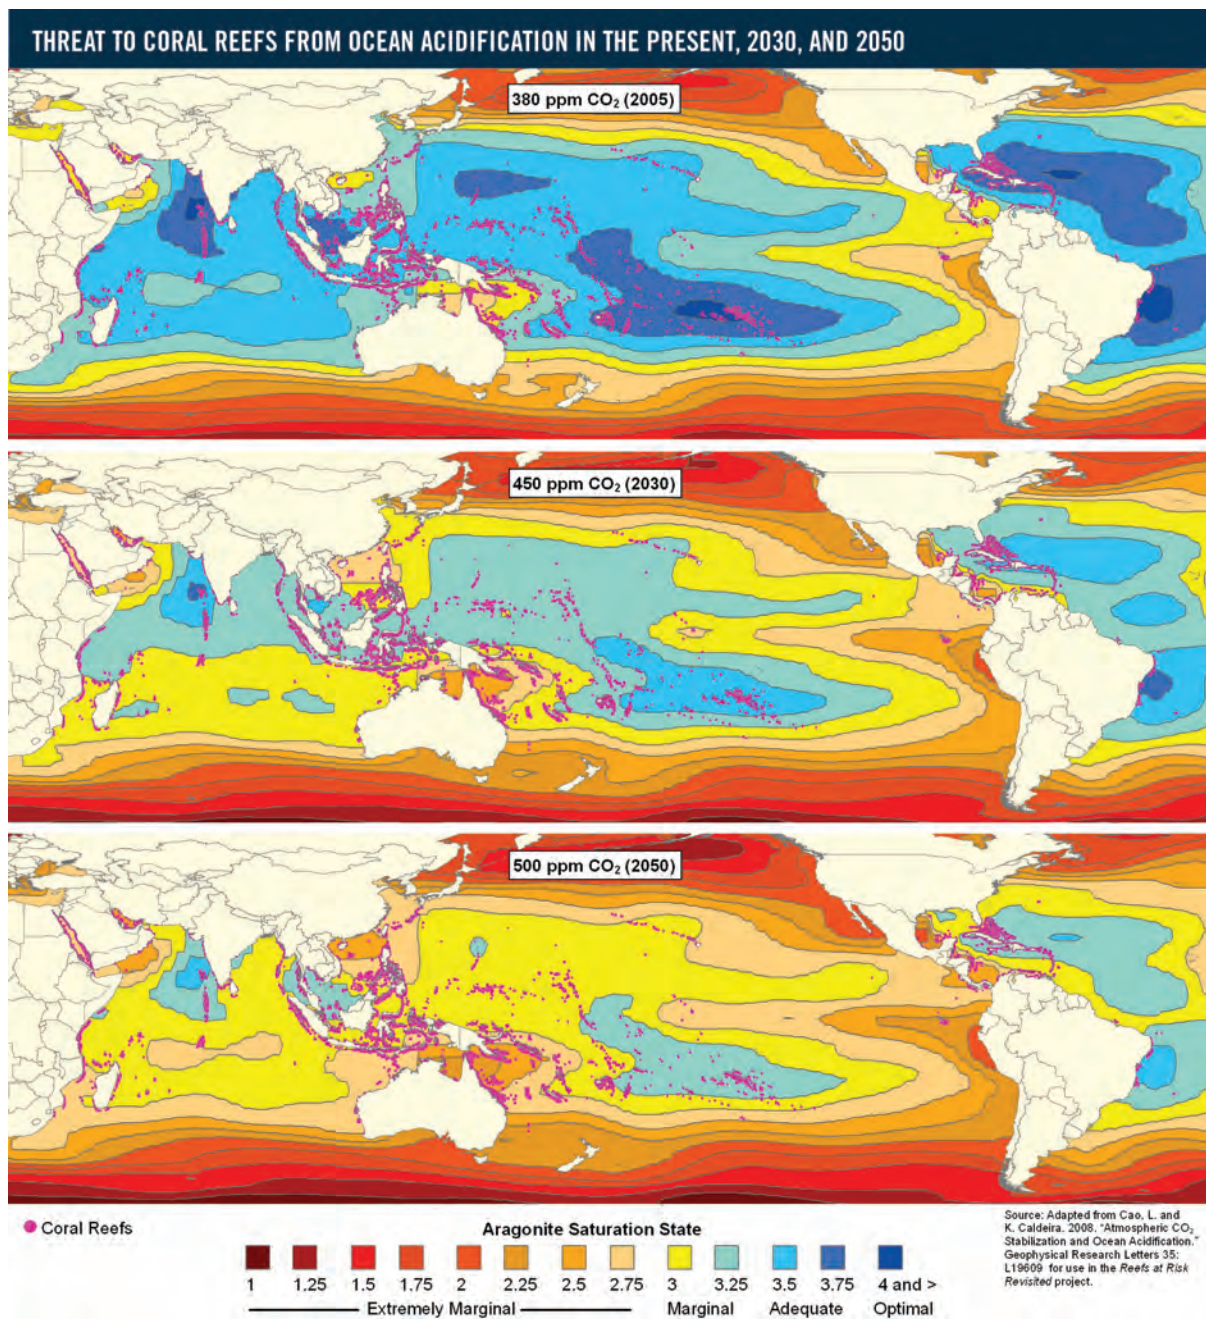 THREAT TO CORAL REEFS FROM OCEAN ACIDIFICATION IN THE PRESENT, 2030, AND 2050
380 ppm CO₂ (2005)
450 ppm CO₂ (2030)
500 ppm CO₂ (2050)
Coral Reefs
Aragonite Saturation State
1 1.25 1.5 1.75 2 2.25 2.5 2.75 3 3.25 3.5 3.75 4 and >
Extremely Marginal Marginal Adequate Optimal
Source: Adapted from Cao, L. and
K. Caldeira. 2008. "Atmospheric CO₂
Stabilization and Ocean Acidification."
Geophysical Research Letters 35:
L19609 for use in the Reefs at Risk
Revisited project.